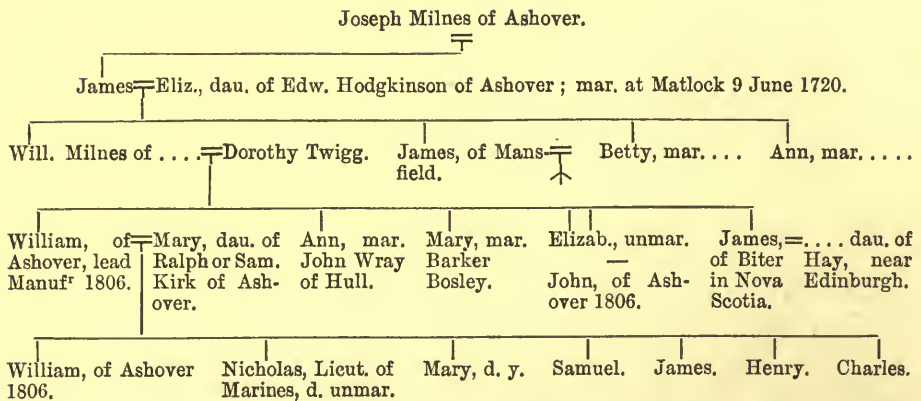 Joseph Milnes of Ashover.
James Eliz., dau. of Edw. Hodgkinson of Ashover ; mar. at Matlock 9 June 1720.
Will. Milnes of .... Dorothy Twigg.
James, of Mans-
field.
Betty, mar. ....
Ann, mar. .....
William, of
Ashover, lead
Manufr 1806.
Mary, dau. of
Ralph or Sam.
Kirk of Ash-
over.
Ann, mar.
John Wray
of Hull.
Mary, mar.
Barker
Bosley.
Elizab., unmar.
—
John, of Ash-
over 1806.
James,
of Biter
in Nova
Scotia.
.... dau. of
Hay, near
Edinburgh.
William, of Ashover
1806.
Nicholas, Licut. of
Marines, d. unmar.
Mary, d. y.
Samuel.
James.
Henry.
Charles.